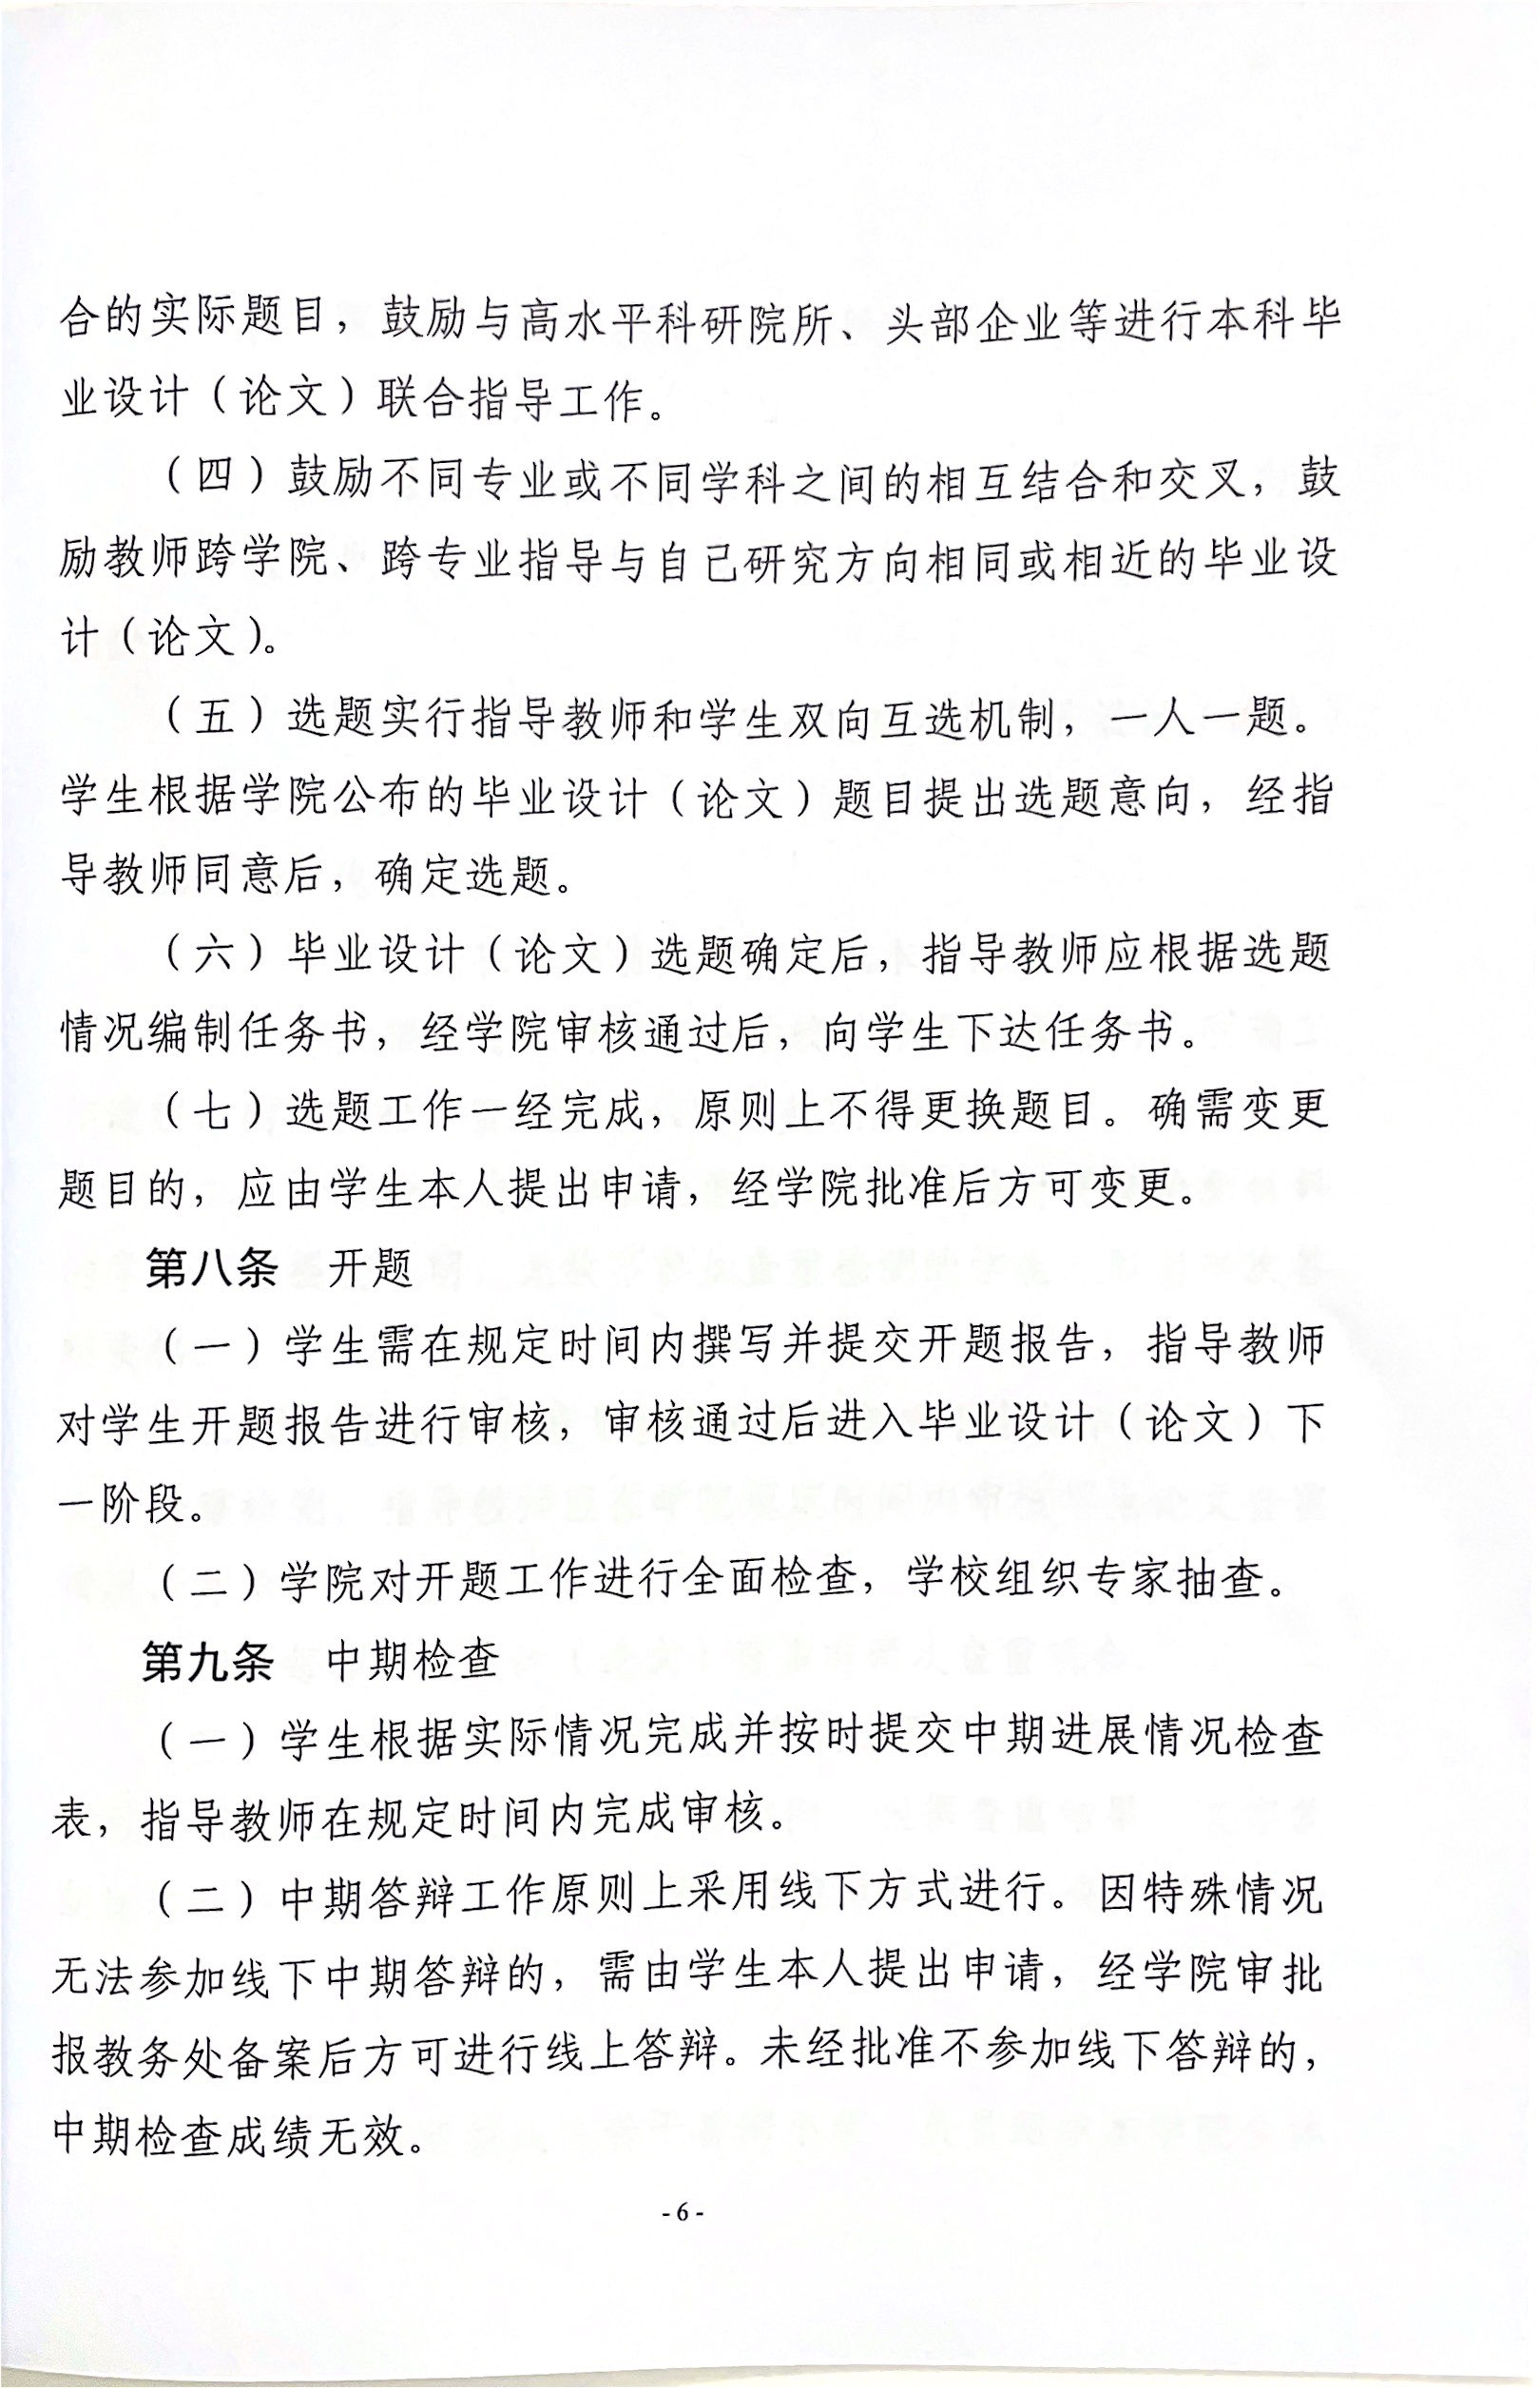 合的实际题目，鼓励与高水平科研院所、头部企业等进行本科毕
业设计（论文）联合指导工作。
（四）鼓励不同专业或不同学科之间的相互结合和交叉，鼓
励教师跨学院、跨专业指导与自己研究方向相同或相近的毕业设
计（论文）。
（五）选题实行指导教师和学生双向互选机制，一人一题。
学生根据学院公布的毕业设计（论文）题目提出选题意向，经指
导教师同意后，确定选题。
（六）毕业设计（论文）选题确定后，指导教师应根据选题
情况编制任务书，经学院审核通过后，向学生下达任务书。
（七）选题工作一经完成，原则上不得更换题目。确需变更
题目的，应由学生本人提出申请，经学院批准后方可变更。
第八条 开题
（一）学生需在规定时间内撰写并提交开题报告，指导教师
对学生开题报告进行审核，审核通过后进入毕业设计（论文）下
一阶段。
（二）学院对开题工作进行全面检查，学校组织专家抽查。
第九条 中期检查
（一）学生根据实际情况完成并按时提交中期进展情况检查
表，指导教师在规定时间内完成审核。
（二）中期答辩工作原则上采用线下方式进行。因特殊情况
无法参加线下中期答辩的，需由学生本人提出申请，经学院审批
报教务处备案后方可进行线上答辩。未经批准不参加线下答辩的，
中期检查成绩无效。
- 6 -